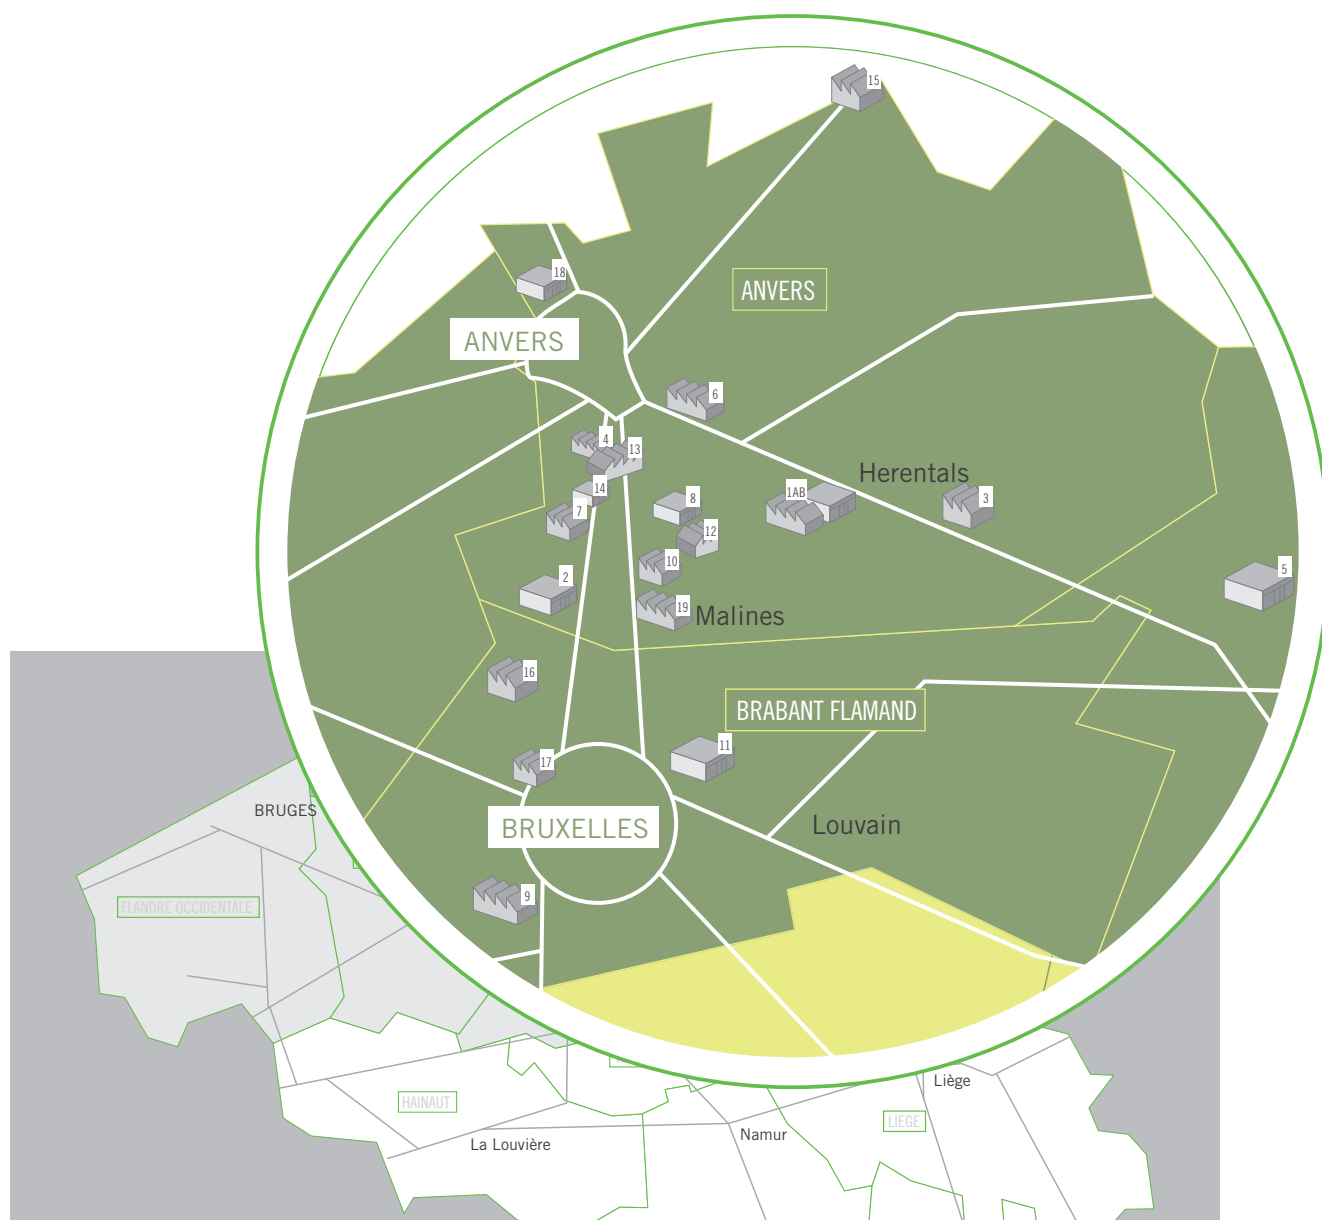 15
18
ANVERS
ANVERS
6
4
13
Herentals
14
1AB
3
8
7
12
10
5
2
19
Malines
16
BRABANT FLAMAND
11
17
BRUGES
Louvain
BRUXELLES
9
FLANDRE OCCIDENTALE
Liège
HAINAUT
LIEGE
Namur
La Louvière